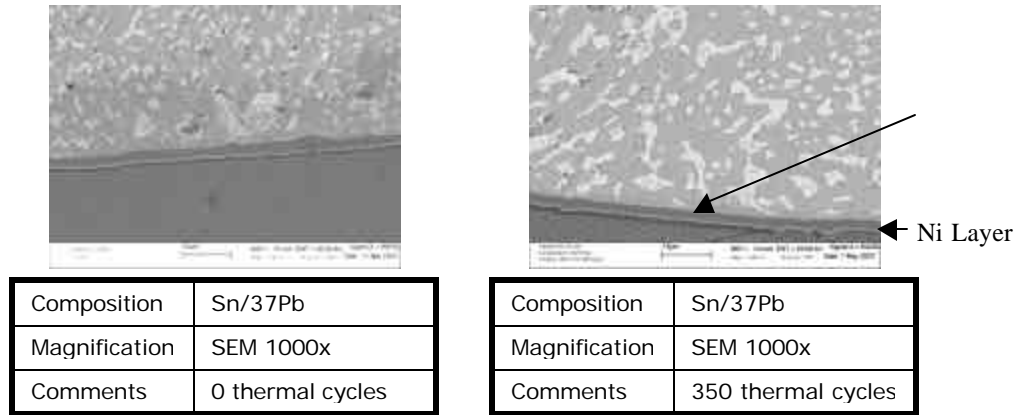 Ni Layer
Composition Sn/37Pb
Magnification SEM 1000x
Comments 0 thermal cycles
Composition Sn/37Pb
Magnification SEM 1000x
Comments 350 thermal cycles